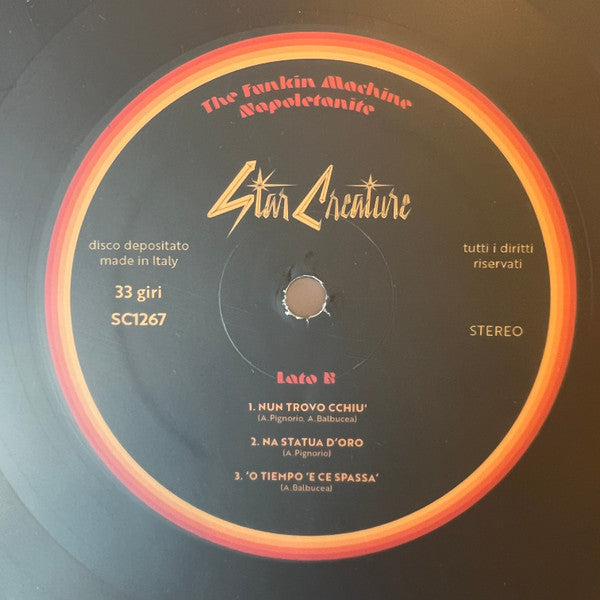 The Funkin Machine
Napoletanite
Star Creature
disco depositato
made in Italy
33 giri
SC1267
tutti i diritti
riservati
STEREO
Lato B
1. NUN TROVO CCHIU'
(A.Pignorio, A.Balbucea)
2. NA STATUA D'ORO
(A.Pignorio)
3. 'O TIEMPO 'E CE SPASSA'
(A.Balbucea)